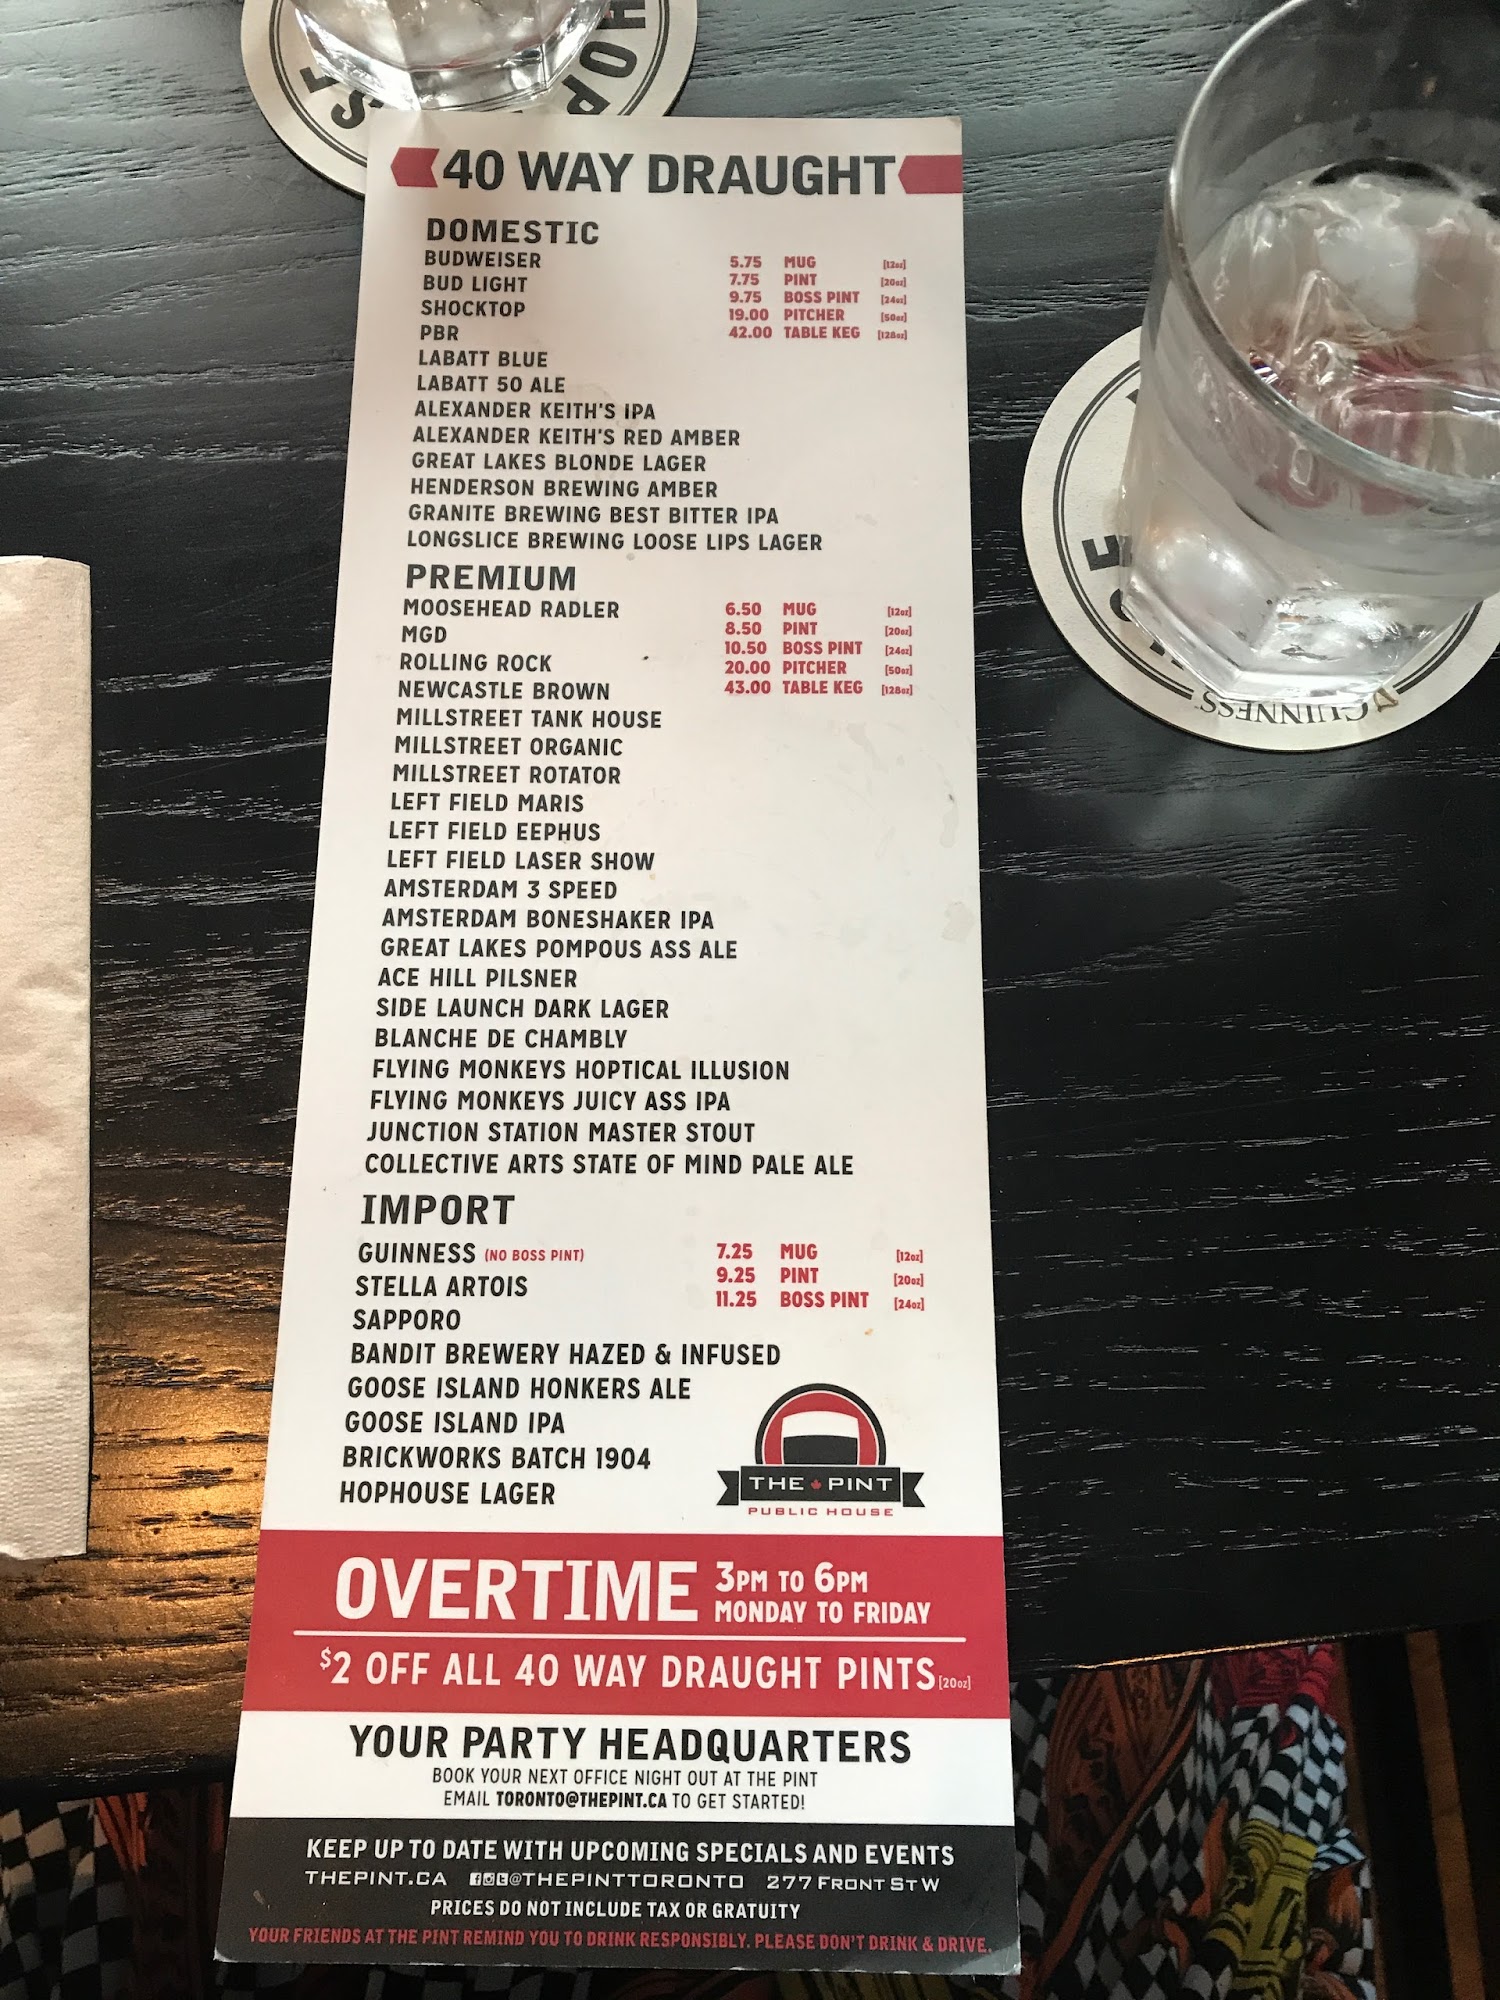 40 WAY DRAUGHT
DOMESTIC
BUDWEISER
BUD LIGHT
SHOCKTOP
PBR
LABATT BLUE
LABATT 50 ALE
ALEXANDER KEITH'S IPA
ALEXANDER KEITH'S RED AMBER
GREAT LAKES BLONDE LAGER
HENDERSON BREWING AMBER
GRANITE BREWING BEST BITTER IPA
LONGSLICE BREWING LOOSE LIPS LAGER
5.75 MUG [12oz]
7.75 PINT [20oz]
9.75 BOSS PINT [24oz]
19.00 PITCHER [50oz]
42.00 TABLE KEG [128oz]
PREMIUM
MOOSEHEAD RADLER
MGD
ROLLING ROCK
NEWCASTLE BROWN
MILLSTREET TANK HOUSE
MILLSTREET ORGANIC
MILLSTREET ROTATOR
LEFT FIELD MARIS
LEFT FIELD EEPHUS
LEFT FIELD LASER SHOW
AMSTERDAM 3 SPEED
AMSTERDAM BONESHAKER IPA
GREAT LAKES POMPOUS ASS ALE
ACE HILL PILSNER
SIDE LAUNCH DARK LAGER
BLANCHE DE CHAMBLY
FLYING MONKEYS HOPTICAL ILLUSION
FLYING MONKEYS JUICY ASS IPA
JUNCTION STATION MASTER STOUT
COLLECTIVE ARTS STATE OF MIND PALE ALE
6.50 MUG [12oz]
8.50 PINT [20oz]
10.50 BOSS PINT [24oz]
20.00 PITCHER [50oz]
43.00 TABLE KEG [128oz]
IMPORT
GUINNESS (NO BOSS PINT)
STELLA ARTOIS
SAPPORO
BANDIT BREWERY HAZED & INFUSED
GOOSE ISLAND HONKERS ALE
GOOSE ISLAND IPA
BRICKWORKS BATCH 1904
HOPHOUSE LAGER
7.25 MUG [12oz]
9.25 PINT [20oz]
11.25 BOSS PINT [24oz]
THE PINT
PUBLIC HOUSE
OVERTIME
3PM TO 6PM
MONDAY TO FRIDAY
$2 OFF ALL 40 WAY DRAUGHT PINTS [20oz]
YOUR PARTY HEADQUARTERS
BOOK YOUR NEXT OFFICE NIGHT OUT AT THE PINT
EMAIL TORONTO@THEPINT.CA TO GET STARTED!
KEEP UP TO DATE WITH UPCOMING SPECIALS AND EVENTS
THEPINT.CA @THEPINTTORONTO 277 FRONT ST W
PRICES DO NOT INCLUDE TAX OR GRATUITY
YOUR FRIENDS AT THE PINT REMIND YOU TO DRINK RESPONSIBLY. PLEASE DON'T DRINK & DRIVE.
GUINNESS